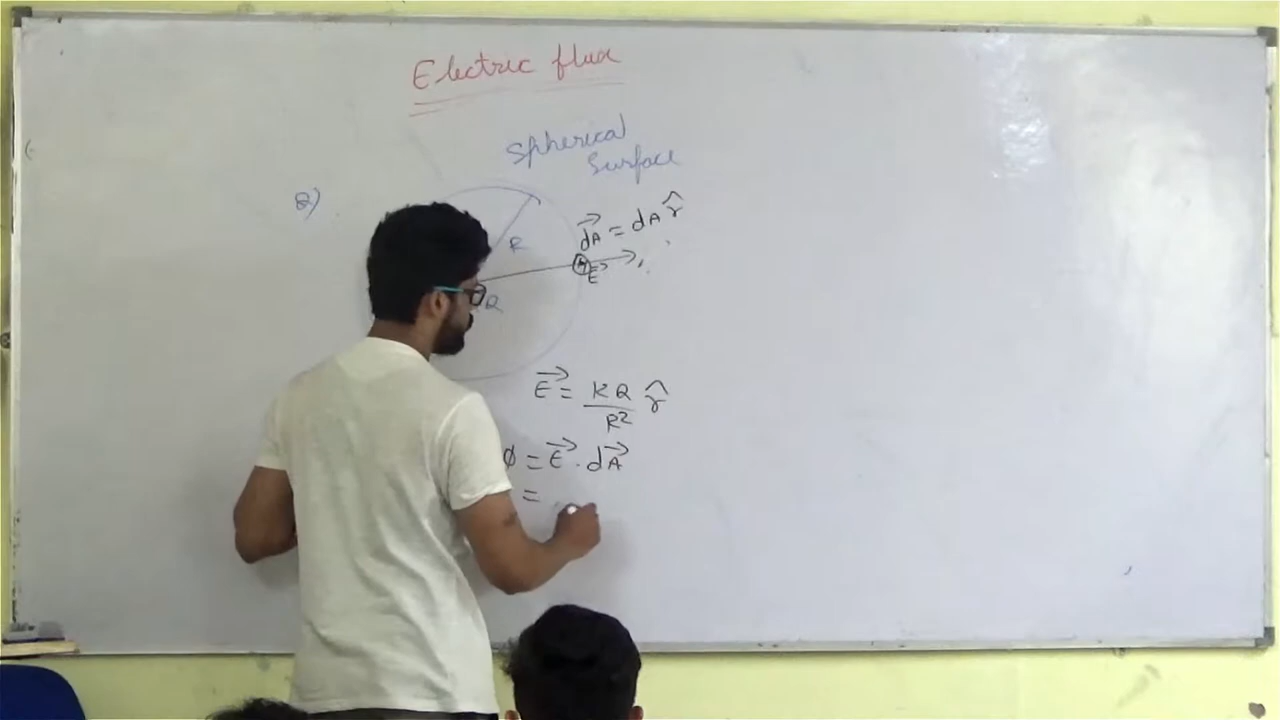 Electric flux
Spherical
Surface
Q)
R
dA⃗ = dA r̂
E⃗
Q
E⃗ = KQ/R² r̂
ϕ = E⃗ . dA⃗
=